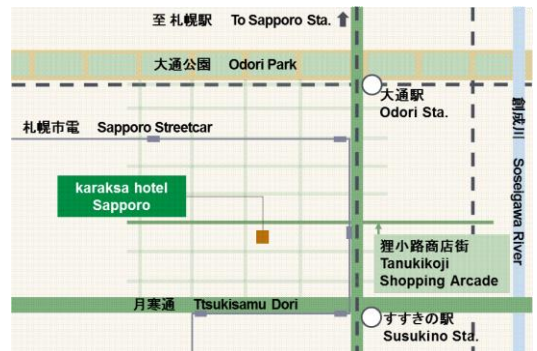 至 札幌駅 To Sapporo Sta.
大通公園 Odori Park
大通駅
Odori Sta.
札幌市電 Sapporo Streetcar
創成川 Soseigawa River
karaksa hotel
Sapporo
狸小路商店街
Tanukikoji
Shopping Arcade
月寒通 Ttsukisamu Dori
すすきの駅
Susukino Sta.